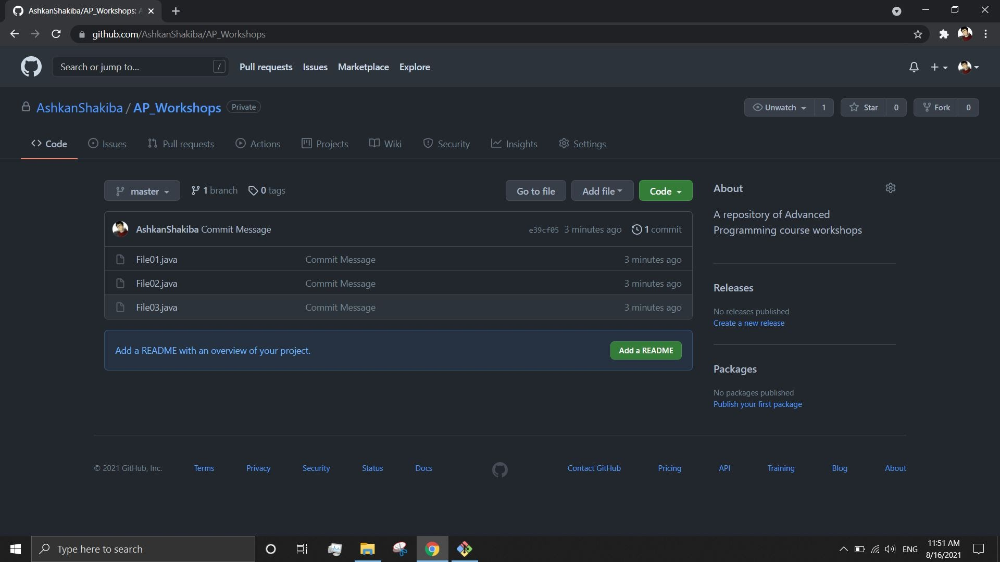 AshkanShakiba/AP_Workshops: A
github.com/AshkanShakiba/AP_Workshops
Search or jump to... / Pull requests Issues Marketplace Explore
AshkanShakiba / AP_Workshops Private Unwatch 1 Star 0 Fork 0
Code Issues Pull requests Actions Projects Wiki Security Insights Settings
master 1 branch 0 tags Go to file Add file Code
AshkanShakiba Commit Message e39cf05 3 minutes ago 1 commit
File01.java Commit Message 3 minutes ago
File02.java Commit Message 3 minutes ago
File03.java Commit Message 3 minutes ago
Add a README with an overview of your project. Add a README
About
A repository of Advanced
Programming course workshops
Releases
No releases published
Create a new release
Packages
No packages published
Publish your first package
© 2021 GitHub, Inc. Terms Privacy Security Status Docs Contact GitHub Pricing API Training Blog About
Type here to search
ENG
11:51 AM
8/16/2021